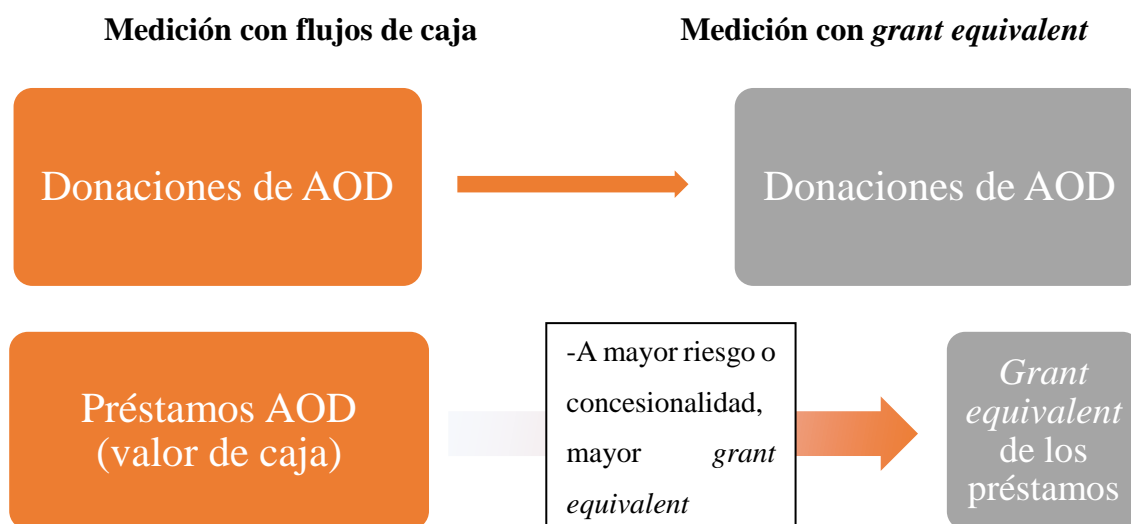 Medición con flujos de caja
Medición con grant equivalent
Donaciones de AOD
Donaciones de AOD
Préstamos AOD
(valor de caja)
-A mayor riesgo o
concesionalidad,
mayor grant
equivalent
Grant
equivalent
de los
préstamos